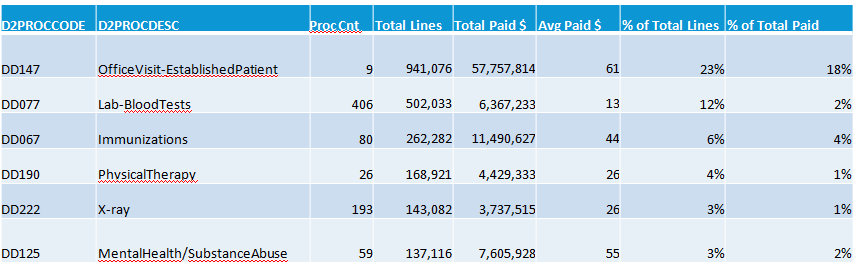 D2PROCCODE D2PROCDESC ProcCnt Total Lines Total Paid $ Avg Paid $ % of Total Lines % of Total Paid
DD147 OfficeVisit-EstablishedPatient 9 941,076 57,757,814 61 23% 18%
DD077 Lab-BloodTests 406 502,033 6,367,233 13 12% 2%
DD067 Immunizations 80 262,282 11,490,627 44 6% 4%
DD190 PhysicalTherapy 26 168,921 4,429,333 26 4% 1%
DD222 X-ray 193 143,082 3,737,515 26 3% 1%
DD125 MentalHealth/SubstanceAbuse 59 137,116 7,605,928 55 3% 2%